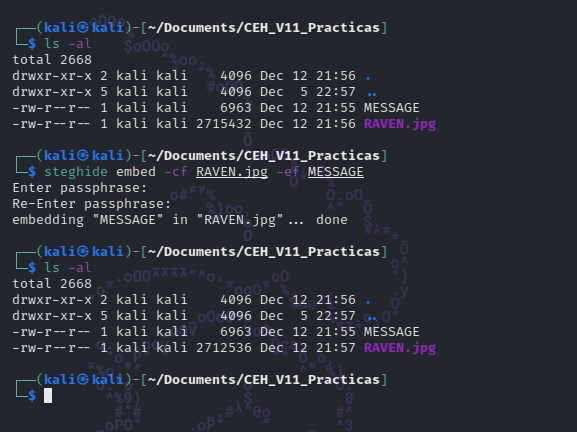 ┌──(kali㉿kali)-[~/Documents/CEH_V11_Practicas]
└─$ ls -al
total 2668
drwxr-xr-x 2 kali kali    4096 Dec 12 21:56 .
drwxr-xr-x 5 kali kali    4096 Dec  5 22:57 ..
-rw-r--r-- 1 kali kali    6963 Dec 12 21:55 MESSAGE
-rw-r--r-- 1 kali kali 2715432 Dec 12 21:56 RAVEN.jpg
┌──(kali㉿kali)-[~/Documents/CEH_V11_Practicas]
└─$ steghide embed -cf RAVEN.jpg -ef MESSAGE
Enter passphrase:
Re-Enter passphrase:
embedding "MESSAGE" in "RAVEN.jpg"... done
┌──(kali㉿kali)-[~/Documents/CEH_V11_Practicas]
└─$ ls -al
total 2668
drwxr-xr-x 2 kali kali    4096 Dec 12 21:56 .
drwxr-xr-x 5 kali kali    4096 Dec  5 22:57 ..
-rw-r--r-- 1 kali kali    6963 Dec 12 21:55 MESSAGE
-rw-r--r-- 1 kali kali 2712536 Dec 12 21:57 RAVEN.jpg
┌──(kali㉿kali)-[~/Documents/CEH_V11_Practicas]
└─$